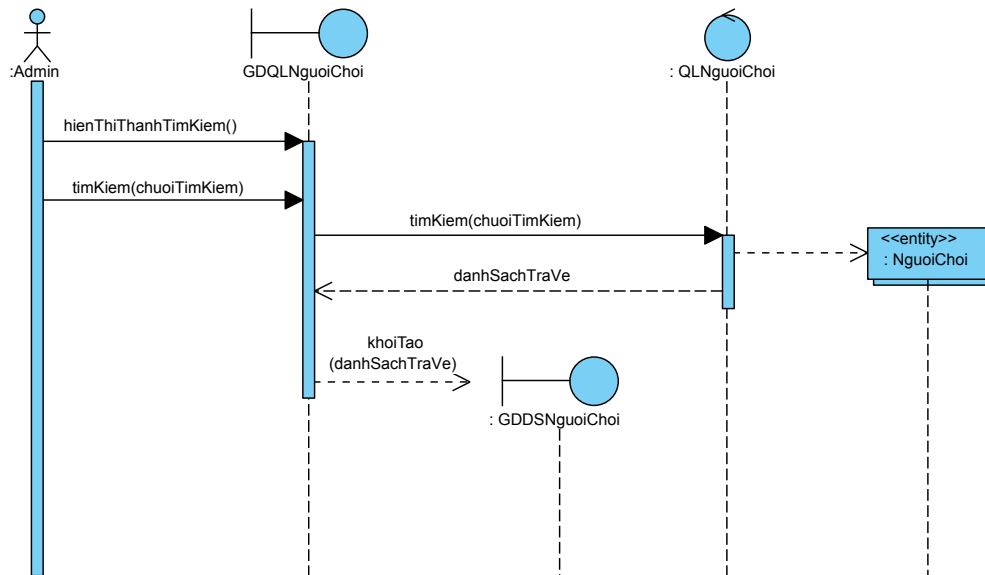 :Admin
GDQLNguoiChoi
: QLNguoiChoi
hienThiThanhTimKiem()
timKiem(chuoiTimKiem)
timKiem(chuoiTimKiem)
<<entity>>
: NguoiChoi
danhSachTraVe
khoiTao
(danhSachTraVe)
: GDDSNguoiChoi